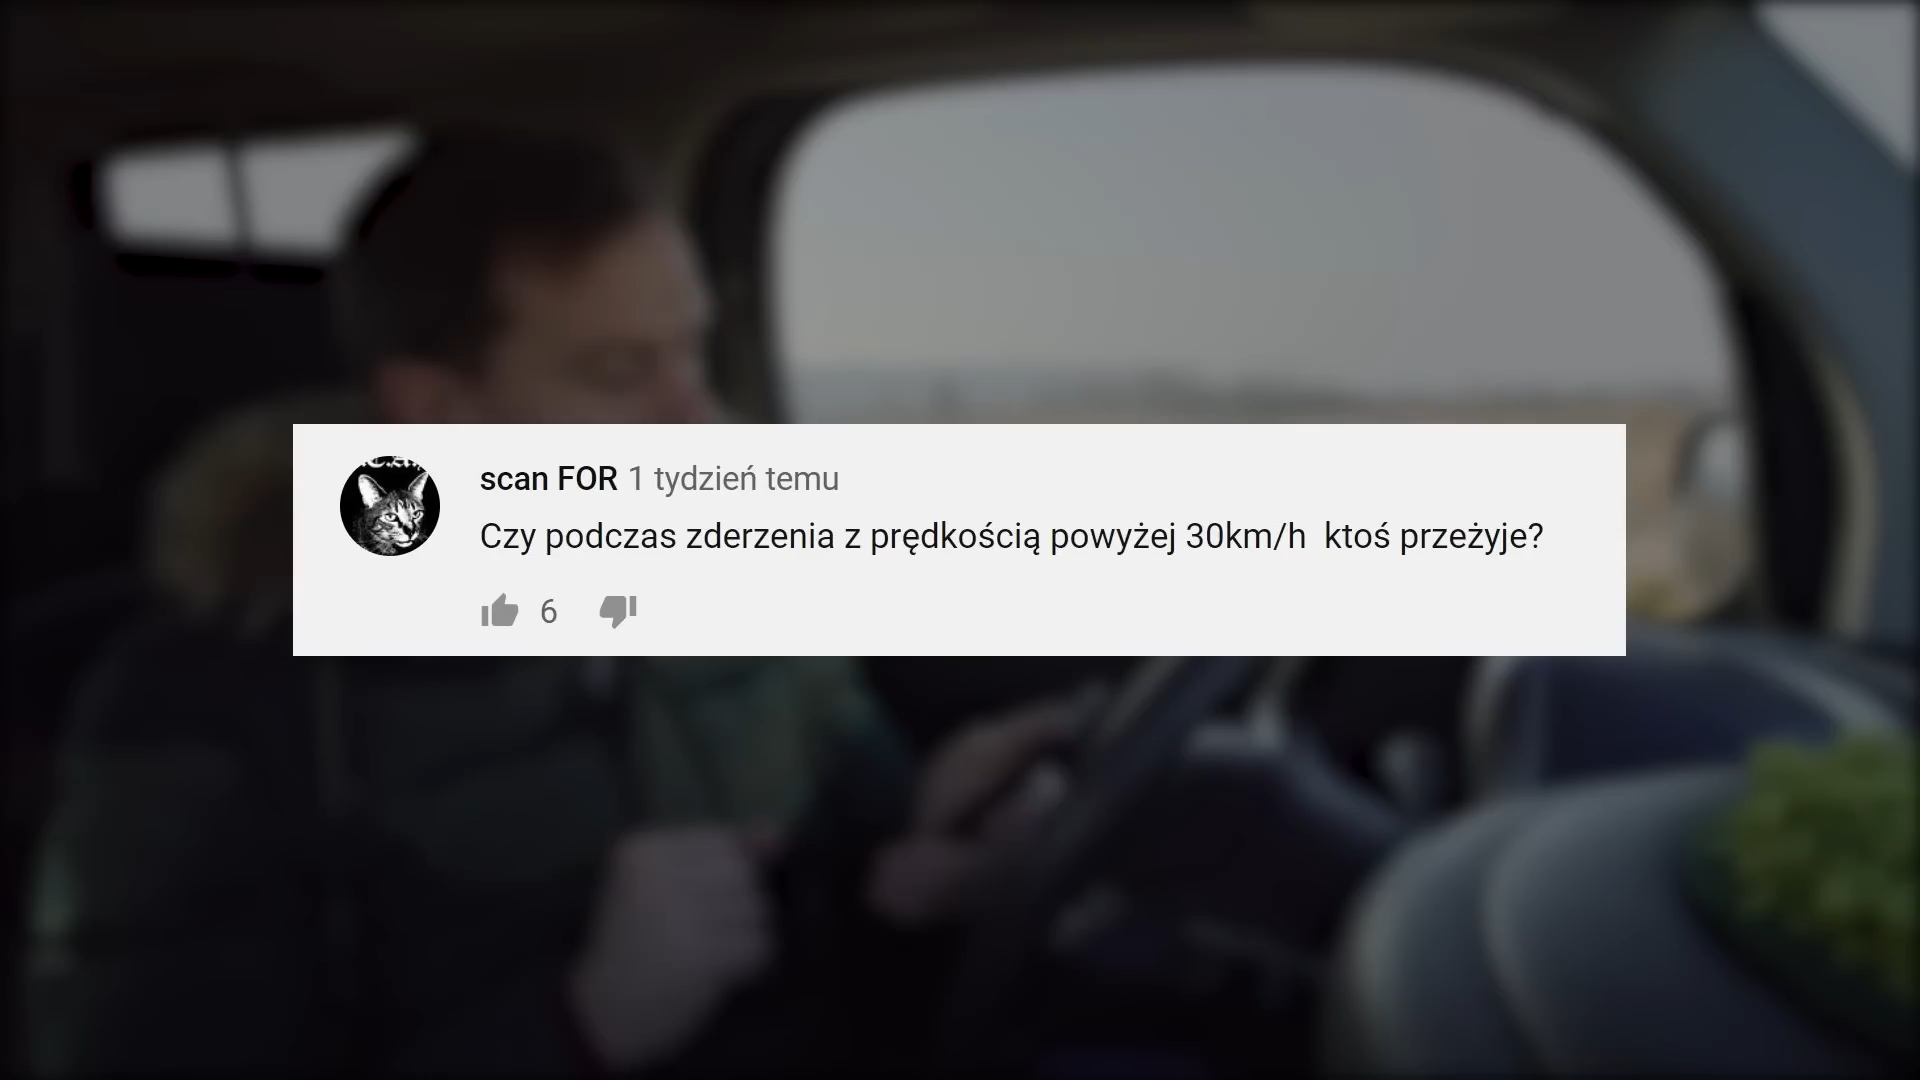 scan FOR 1 tydzień temu
Czy podczas zderzenia z prędkością powyżej 30km/h ktoś przeżyje?
6